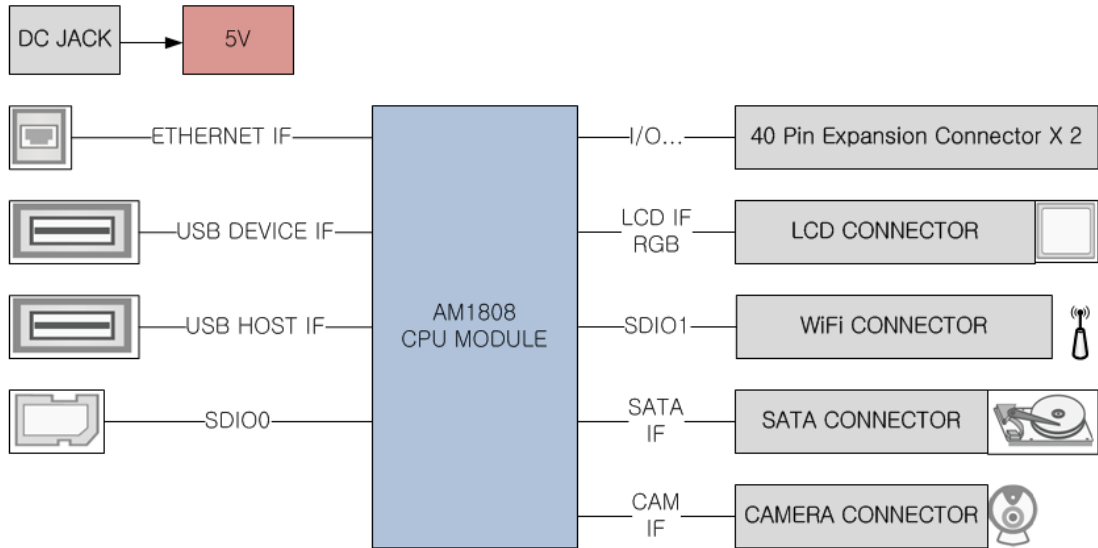 DC JACK
5V
ETHERNET IF
I/O...
40 Pin Expansion Connector X 2
USB DEVICE IF
LCD IF
RGB
LCD CONNECTOR
USB HOST IF
AM1808
CPU MODULE
SDIO1
WiFi CONNECTOR
SDIO0
SATA
IF
SATA CONNECTOR
CAM
IF
CAMERA CONNECTOR